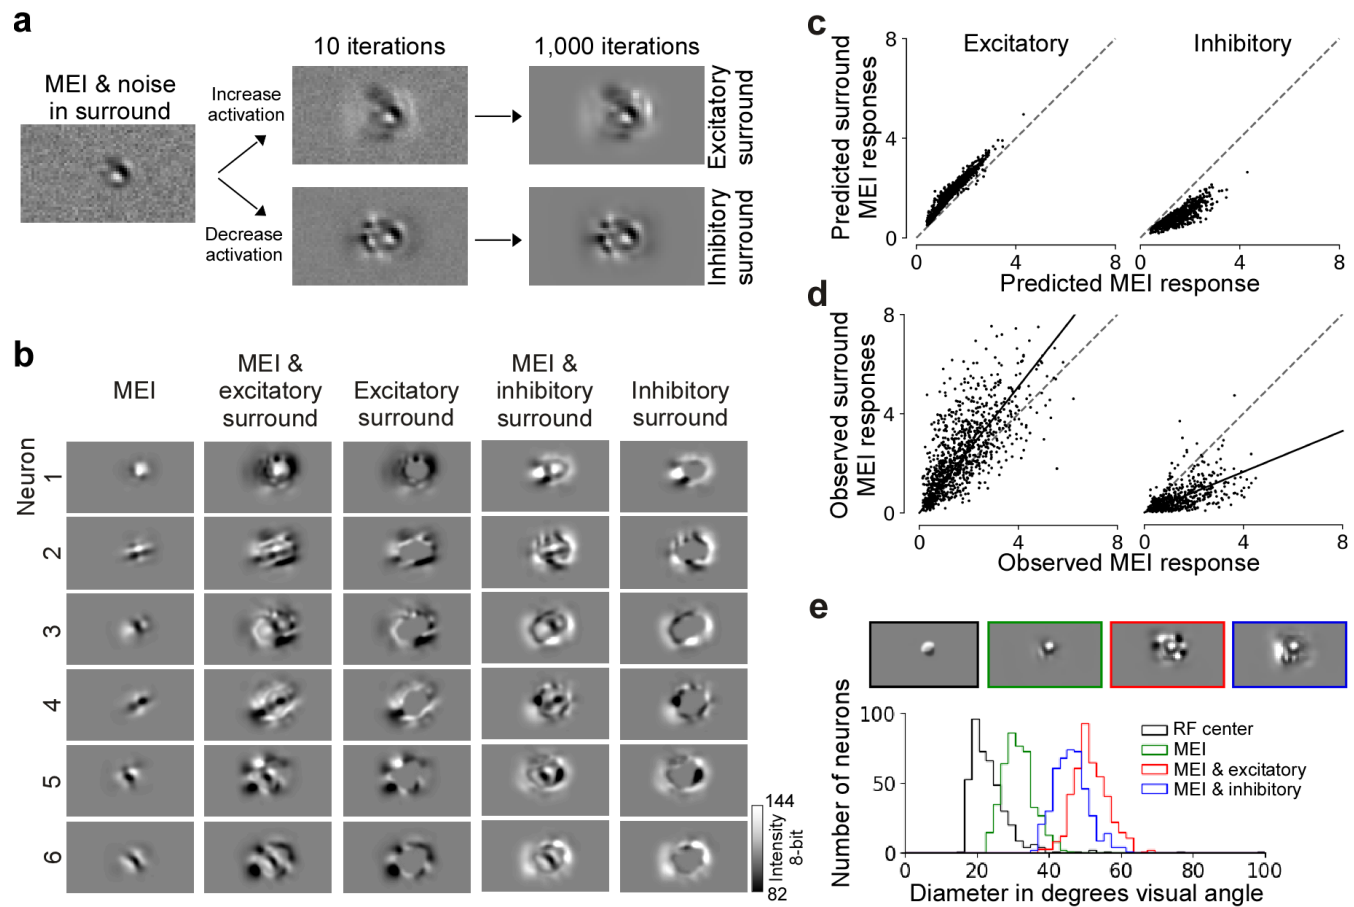 a
MEI & noise
in surround
10 iterations
1,000 iterations
Increase
activation
Decrease
activation
Excitatory
surround
Inhibitory
surround
b
MEI
MEI &
excitatory
surround
Excitatory
surround
MEI &
inhibitory
surround
Inhibitory
surround
Neuron
1
2
3
4
5
6
144
Intensity
8-bit
82
c
Excitatory
Inhibitory
Predicted surround
MEI responses
8
4
0
0
4
8
0
4
8
Predicted MEI response
d
Observed surround
MEI responses
8
4
0
0
4
8
0
4
8
Observed MEI response
e
Number of neurons
100
50
0
RF center
MEI
MEI & excitatory
MEI & inhibitory
0
20
40
60
80
100
Diameter in degrees visual angle